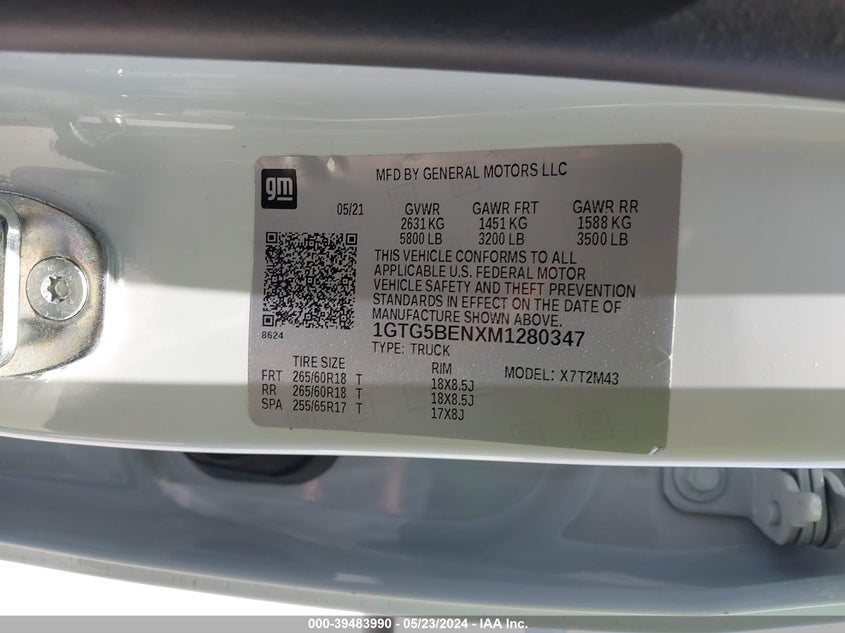 gm
MFD BY GENERAL MOTORS LLC
05/21 GVWR GAWR FRT GAWR RR
2631 KG 1451 KG 1588 KG
5800 LB 3200 LB 3500 LB
THIS VEHICLE CONFORMS TO ALL
APPLICABLE U.S. FEDERAL MOTOR
VEHICLE SAFETY AND THEFT PREVENTION
STANDARDS IN EFFECT ON THE DATE OF
MANUFACTURE SHOWN ABOVE.
8624 1GTG5BENXM1280347
TYPE: TRUCK
TIRE SIZE RIM MODEL: X7T2M43
FRT 265/60R18 T 18X8.5J
RR 265/60R18 T 18X8.5J
SPA 255/65R17 T 17X8J
000-39483990 - 05/23/2024 - IAA Inc.